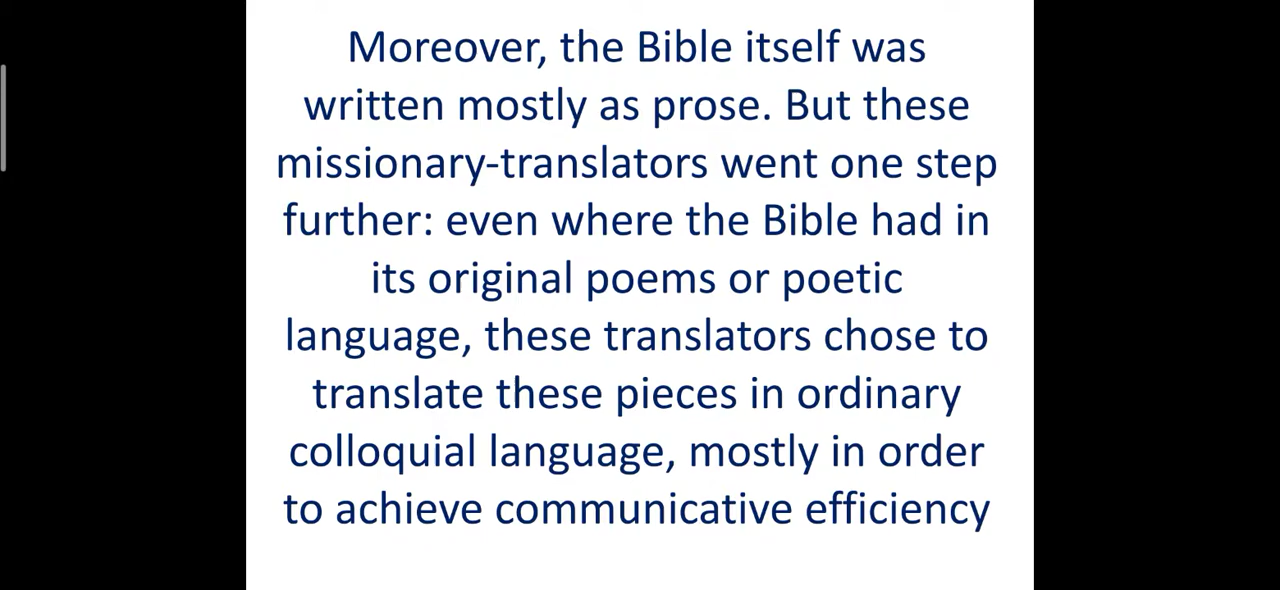 Moreover, the Bible itself was
written mostly as prose. But these
missionary-translators went one step
further: even where the Bible had in
its original poems or poetic
language, these translators chose to
translate these pieces in ordinary
colloquial language, mostly in order
to achieve communicative efficiency